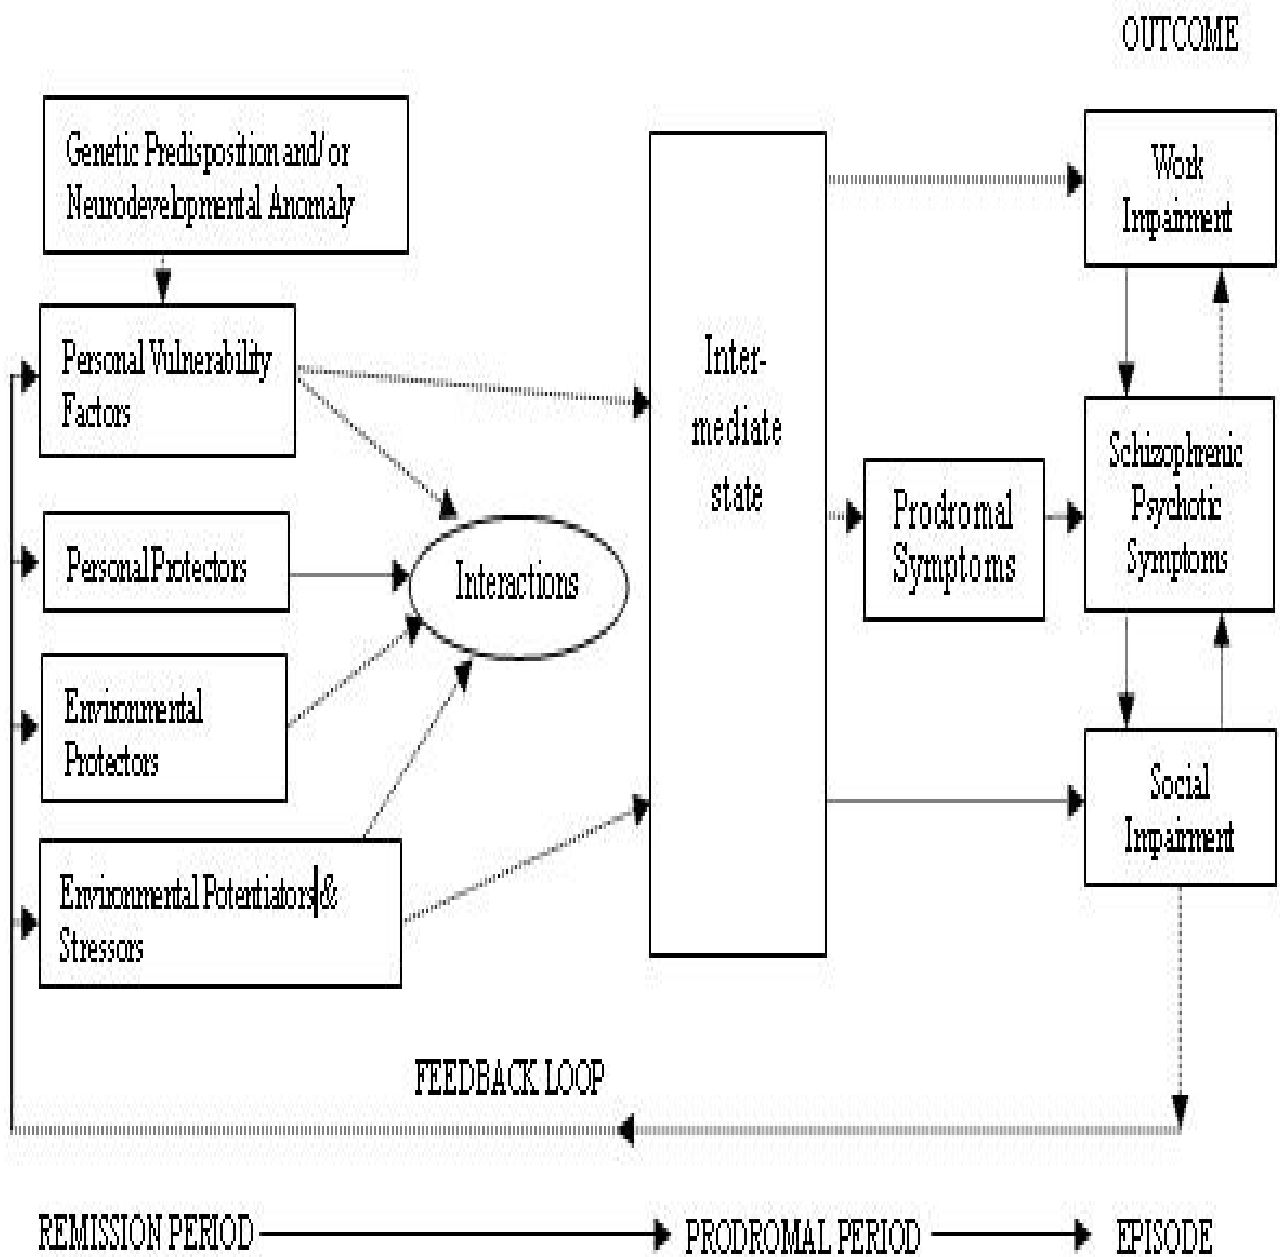 OUTCOME
Genetic Predisposition and/ or
Neurodevelopmental Anomaly
Personal Vulnerability
Factors
Personal Protectors
Environmental
Protectors
Environmental Potentiators &
Stressors
Interactions
Inter-
mediate
state
Prodromal
Symptoms
Work
Impairment
Schizophrenic
Psychotic
Symptoms
Social
Impairment
FEEDBACK LOOP
REMISSION PERIOD PRODROMAL PERIOD EPISODE